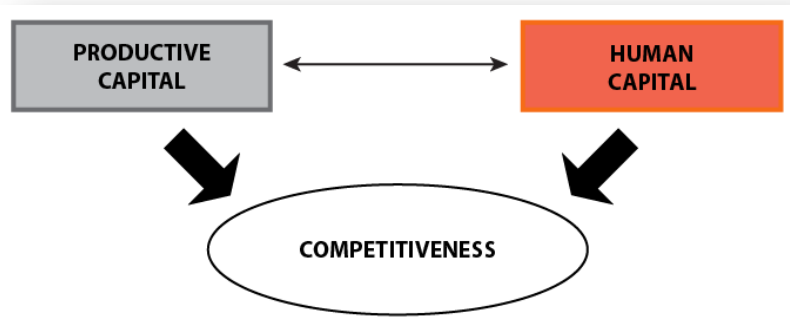 PRODUCTIVE
CAPITAL
HUMAN
CAPITAL
COMPETITIVENESS